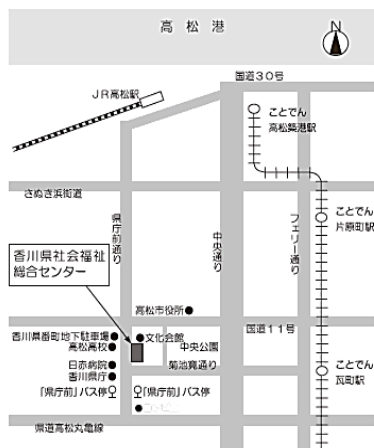 高松港
N
国道30号
JR高松駅
ことでん
高松築港駅
さぬき浜街道
県庁前通り
中央通り
フェリー通り
ことでん
片原町駅
香川県社会福祉
総合センター
高松市役所
国道11号
香川県番町地下駐車場
文化会館
高松高校
中央公園
日赤病院
菊池寛通り
香川県庁
ことでん
瓦町駅
「県庁前」バス停
「県庁前」バス停
県道高松丸亀線